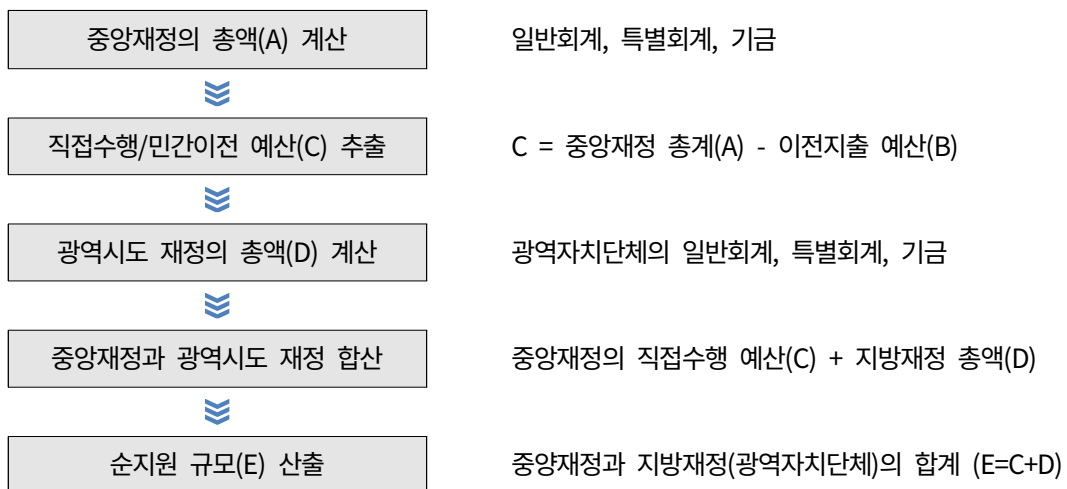 중앙재정의 총액(A) 계산 일반회계, 특별회계, 기금
직접수행/민간이전 예산(C) 추출 C = 중앙재정 총계(A) - 이전지출 예산(B)
광역시도 재정의 총액(D) 계산 광역자치단체의 일반회계, 특별회계, 기금
중앙재정과 광역시도 재정 합산 중앙재정의 직접수행 예산(C) + 지방재정 총액(D)
순지원 규모(E) 산출 중양재정과 지방재정(광역자치단체)의 합계 (E=C+D)